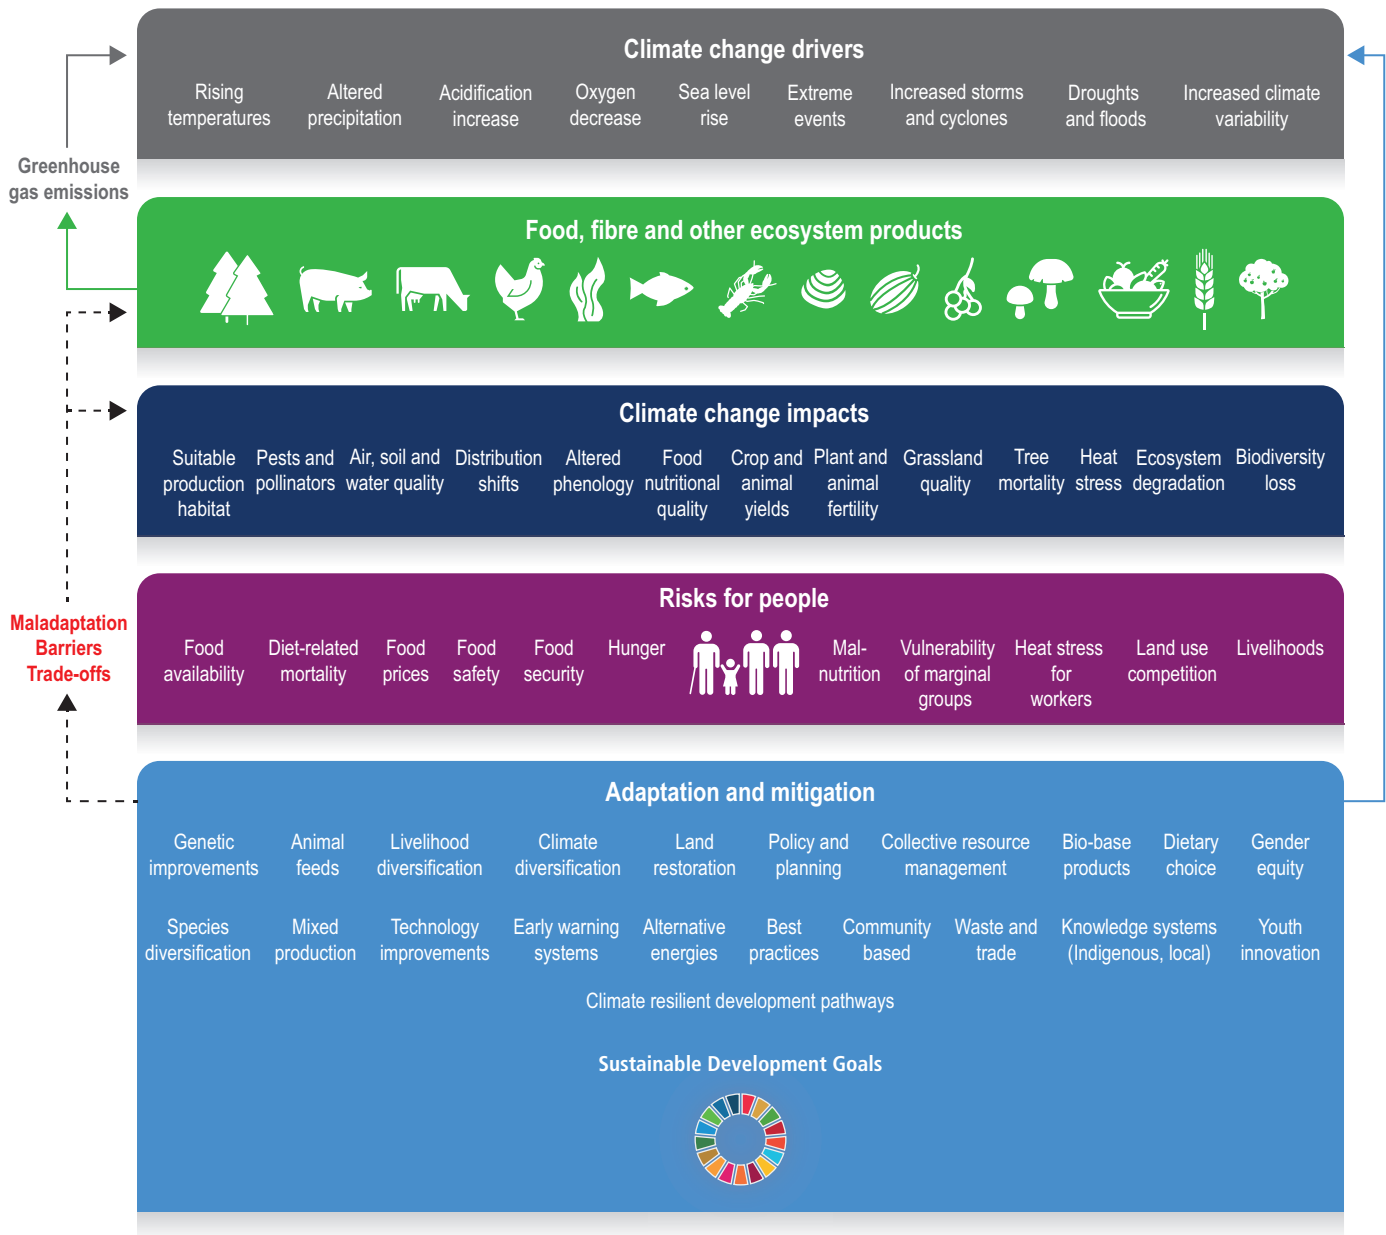 Climate change drivers
Rising
temperatures
Altered
precipitation
Acidification
increase
Oxygen
decrease
Sea level
rise
Extreme
events
Increased storms
and cyclones
Droughts
and floods
Increased climate
variability
Greenhouse
gas emissions
Food, fibre and other ecosystem products
Climate change impacts
Suitable
production
habitat
Pests and
pollinators
Air, soil and
water quality
Distribution
shifts
Altered
phenology
Food
nutritional
quality
Crop and
animal
yields
Plant and
animal
fertility
Grassland
quality
Tree
mortality
Heat
stress
Ecosystem
degradation
Biodiversity
loss
Maladaptation
Barriers
Trade-offs
Risks for people
Food
availability
Diet-related
mortality
Food
prices
Food
safety
Food
security
Hunger
Mal-
nutrition
Vulnerability
of marginal
groups
Heat stress
for
workers
Land use
competition
Livelihoods
Adaptation and mitigation
Genetic
improvements
Animal
feeds
Livelihood
diversification
Climate
diversification
Land
restoration
Policy and
planning
Collective resource
management
Bio-base
products
Dietary
choice
Gender
equity
Species
diversification
Mixed
production
Technology
improvements
Early warning
systems
Alternative
energies
Best
practices
Community
based
Waste and
trade
Knowledge systems
(Indigenous, local)
Youth
innovation
Climate resilient development pathways
Sustainable Development Goals